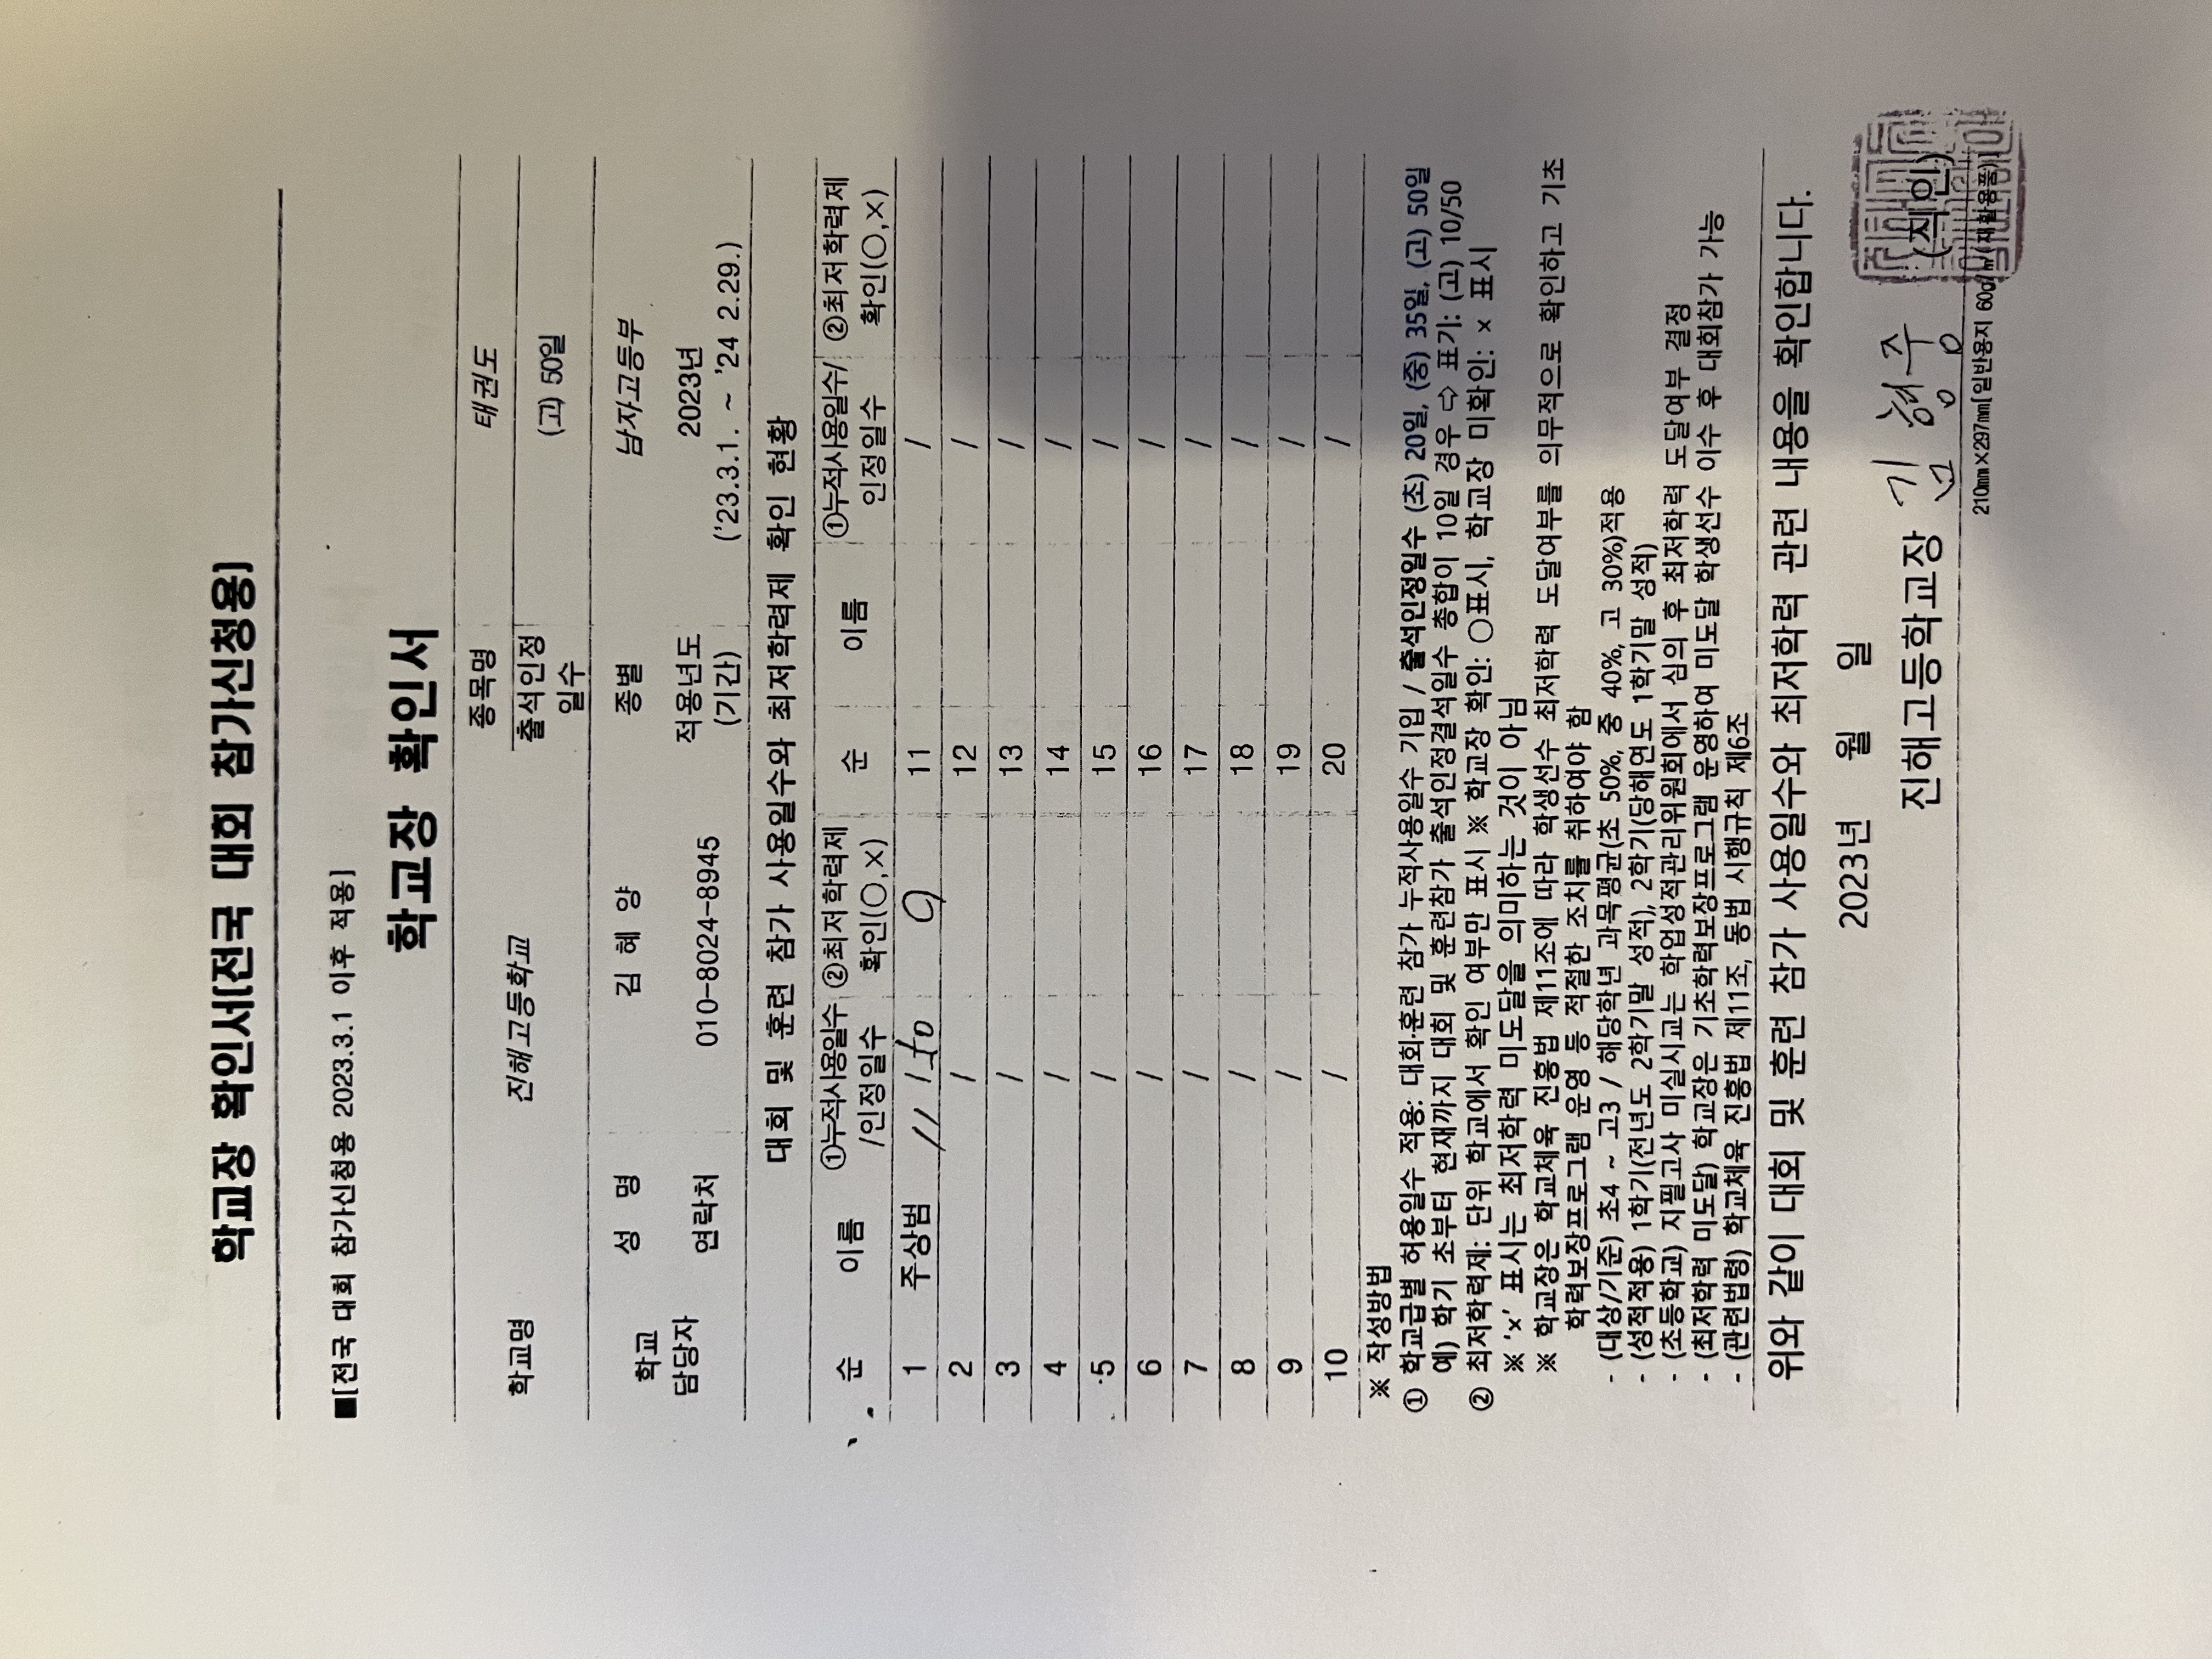 학교장 확인서[전국 대회 참가신청용]
■[전국 대회 참가신청용 2023.3.1 이후 적용]
학교장 확인서
학교명 진해고등학교 종목명 태권도
출석인정 일수 (고) 50일
학교 담당자 성 명 김 혜 양 종별 남자고등부
연락처 010-8024-8945 적용년도 (기간) 2023년 ('23.3.1. ~ '24 2.29.)
대회 및 훈련 참가 사용일수와 최저학력제 확인 현황
순 이름 ①누적사용일수 /인정일수 ②최저학력제 확인(○,×) 순 이름 ①누적사용일수/ 인정일수 ②최저학력제 확인(○,×)
1 주상범 11 / 50 11 /
2 / 12 /
3 / 13 /
4 / 14 /
5 / 15 /
6 / 16 /
7 / 17 /
8 / 18 /
9 / 19 /
10 / 20 /
※ 작성방법
① 학교급별 허용일수 적용: 대회·훈련 참가 누적사용일수 기입 / 출석인정일수 (초) 20일, (중) 35일, (고) 50일
예) 학기 초부터 현재까지 대회 및 훈련참가 출석인정결석일수 총합이 10일 경우 ⇨ 표기: (고) 10/50
② 최저학력제: 단위 학교에서 확인 여부만 표시 ※ 학교장 확인: ○표시, 학교장 미확인: × 표시
※ '×' 표시는 최저학력 미도달을 의미하는 것이 아님
※ 학교장은 학교체육 진흥법 제11조에 따라 학생선수 최저학력 도달여부를 의무적으로 확인하고 기초
학력보장프로그램 운영 등 적절한 조치를 취하여야 함
- (대상/기준) 초4 ~ 고3 / 해당학년 과목평균(초 50%, 중 40%, 고 30%)적용
- (성적적용) 1학기(전년도 2학기말 성적), 2학기(당해연도 1학기말 성적)
- (초등학교) 지필고사 미실시교는 학업성적관리위원회에서 심의 후 최저학력 도달여부 결정
- (최저학력 미도달) 학교장은 기초학력보장프로그램 운영하여 미도달 학생선수 이수 후 대회참가 가능
- (관련법령) 학교체육 진흥법 제11조, 동법 시행규칙 제6조
위와 같이 대회 및 훈련 참가 사용일수와 최저학력 관련 내용을 확인합니다.
2023년 월 일
진해고등학교장 김 형 주 (직인)
210㎜×297㎜[일반용지 60g/㎡(재활용품)]